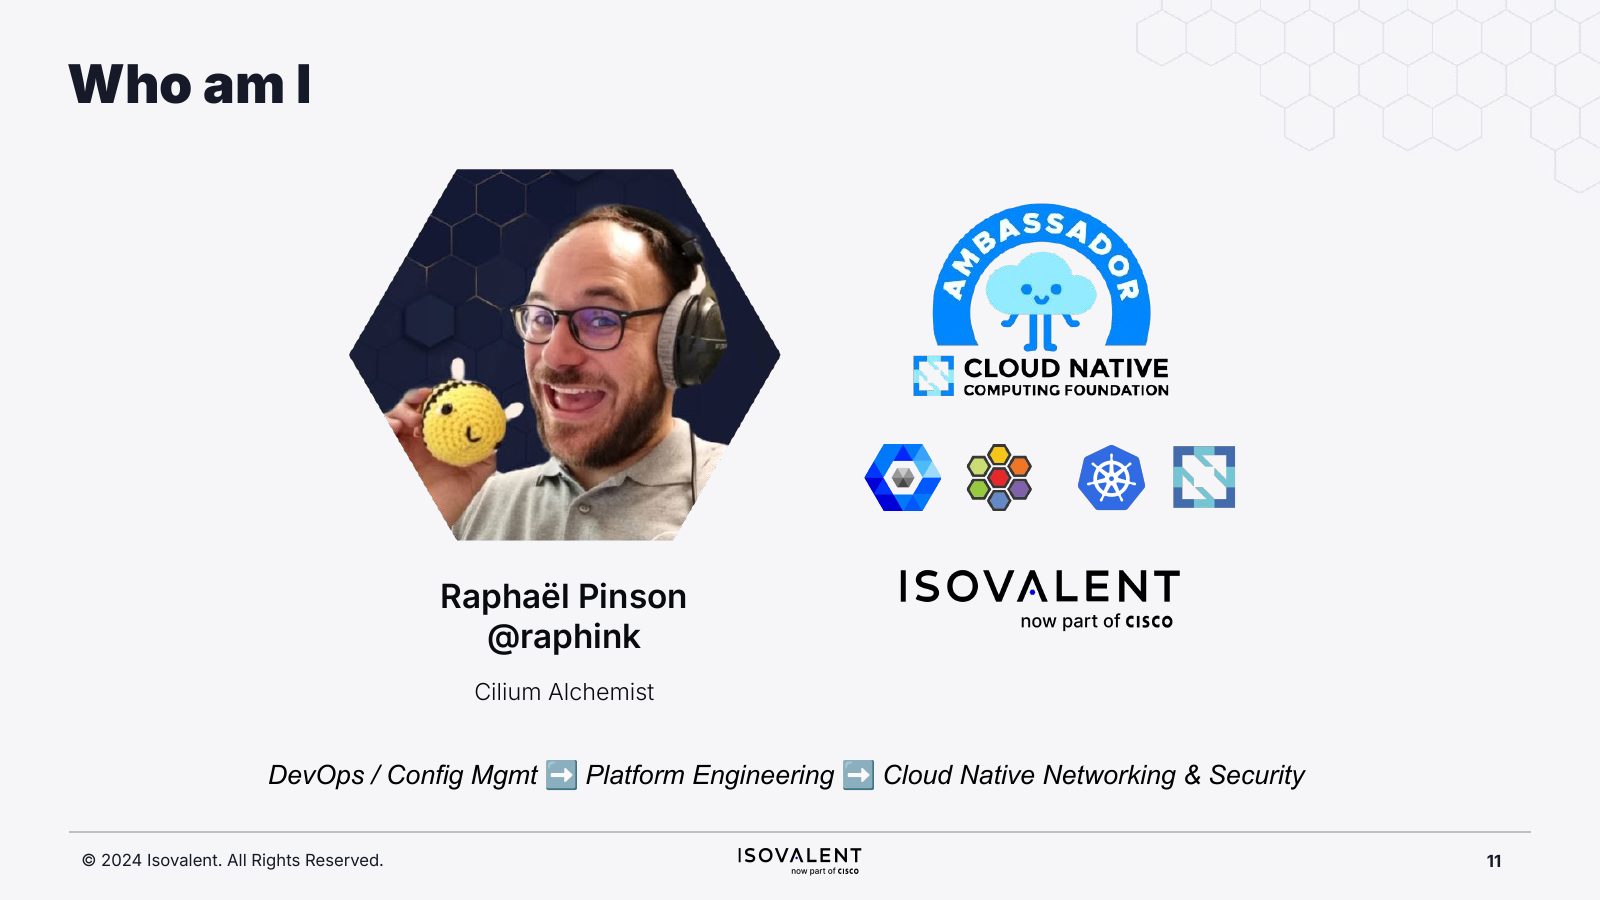 Who am I
AMBASSADOR
CLOUD NATIVE
COMPUTING FOUNDATION
ISOVALENT
now part of CISCO
Raphaël Pinson
@raphink
Cilium Alchemist
DevOps / Config Mgmt ➡️ Platform Engineering ➡️ Cloud Native Networking & Security
© 2024 Isovalent. All Rights Reserved.
ISOVALENT
now part of CISCO
11